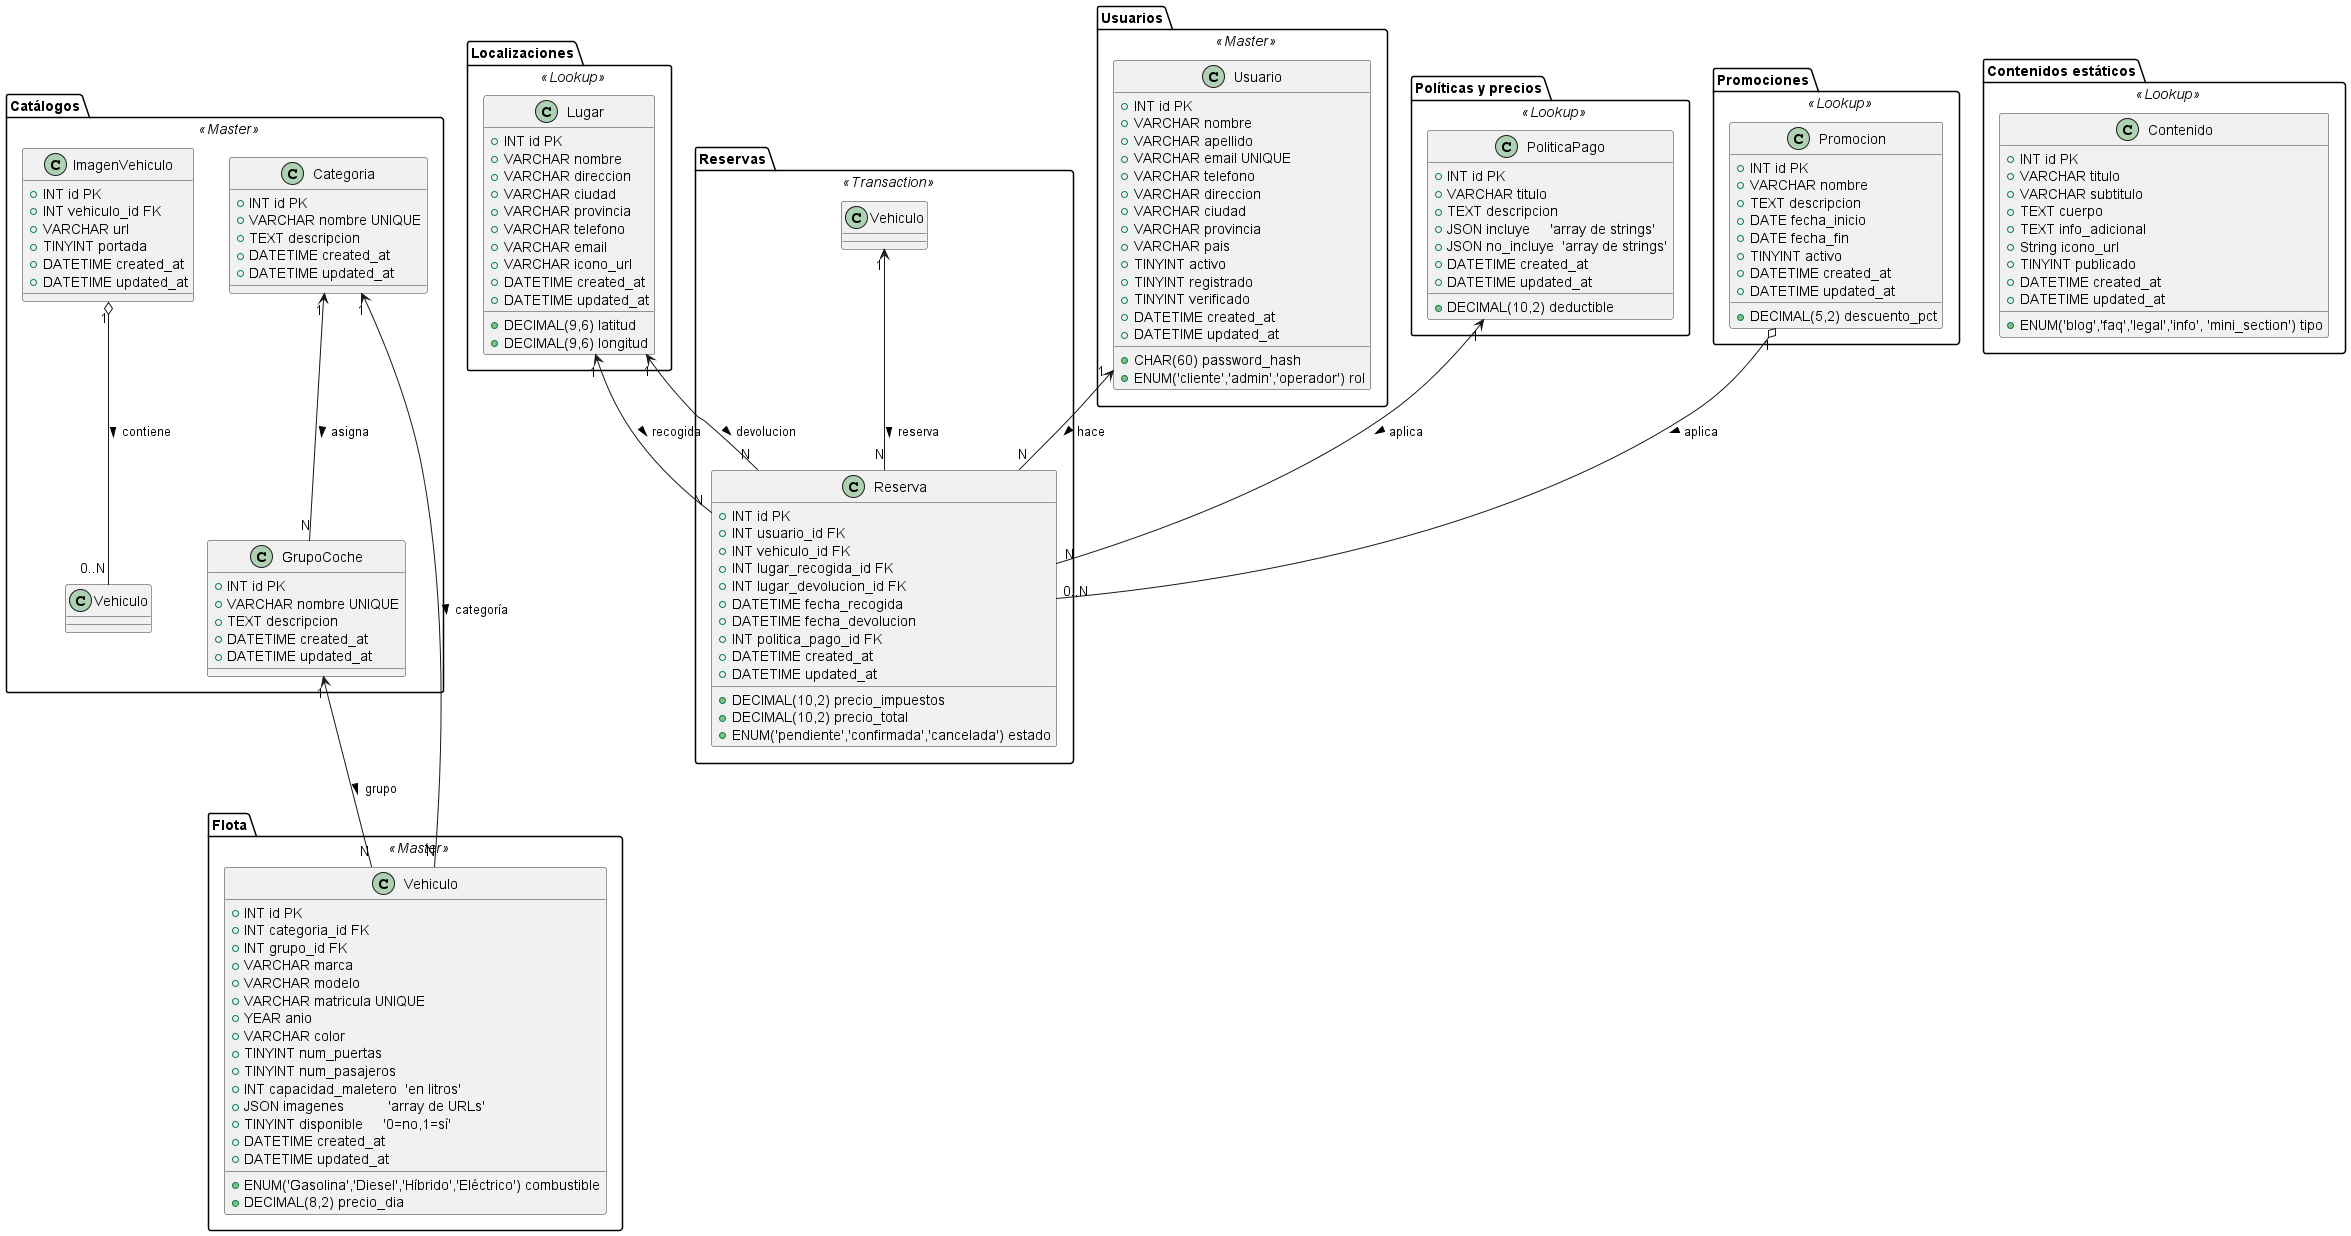 Catálogos
«Master»
C ImagenVehiculo
INT id PK
INT vehiculo_id FK
VARCHAR url
TINYINT portada
DATETIME created_at
DATETIME updated_at
C Categoria
INT id PK
VARCHAR nombre UNIQUE
TEXT descripcion
DATETIME created_at
DATETIME updated_at
1
1
1
contiene
asigna
categoría
0..N
N
C Vehiculo
C GrupoCoche
INT id PK
VARCHAR nombre UNIQUE
TEXT descripcion
DATETIME created_at
DATETIME updated_at
1
grupo
Flota
«Master»
N
N
C Vehiculo
INT id PK
INT categoria_id FK
INT grupo_id FK
VARCHAR marca
VARCHAR modelo
VARCHAR matricula UNIQUE
YEAR anio
VARCHAR color
TINYINT num_puertas
TINYINT num_pasajeros
INT capacidad_maletero 'en litros'
JSON imagenes 'array de URLs'
TINYINT disponible '0=no,1=sí'
DATETIME created_at
DATETIME updated_at
ENUM('Gasolina','Diesel','Híbrido','Eléctrico') combustible
DECIMAL(8,2) precio_dia
Localizaciones
«Lookup»
C Lugar
INT id PK
VARCHAR nombre
VARCHAR direccion
VARCHAR ciudad
VARCHAR provincia
VARCHAR telefono
VARCHAR email
VARCHAR icono_url
DATETIME created_at
DATETIME updated_at
DECIMAL(9,6) latitud
DECIMAL(9,6) longitud
1
1
recogida
devolucion
Reservas
«Transaction»
C Vehiculo
1
reserva
N
N
N
N
C Reserva
INT id PK
INT usuario_id FK
INT vehiculo_id FK
INT lugar_recogida_id FK
INT lugar_devolucion_id FK
DATETIME fecha_recogida
DATETIME fecha_devolucion
INT politica_pago_id FK
DATETIME created_at
DATETIME updated_at
DECIMAL(10,2) precio_impuestos
DECIMAL(10,2) precio_total
ENUM('pendiente','confirmada','cancelada') estado
N
0..N
Usuarios
«Master»
C Usuario
INT id PK
VARCHAR nombre
VARCHAR apellido
VARCHAR email UNIQUE
VARCHAR telefono
VARCHAR direccion
VARCHAR ciudad
VARCHAR provincia
VARCHAR pais
TINYINT activo
TINYINT registrado
TINYINT verificado
DATETIME created_at
DATETIME updated_at
CHAR(60) password_hash
ENUM('cliente','admin','operador') rol
1
hace
Políticas y precios
«Lookup»
C PoliticaPago
INT id PK
VARCHAR titulo
TEXT descripcion
JSON incluye 'array de strings'
JSON no_incluye 'array de strings'
DATETIME created_at
DATETIME updated_at
DECIMAL(10,2) deductible
1
aplica
Promociones
«Lookup»
C Promocion
INT id PK
VARCHAR nombre
TEXT descripcion
DATE fecha_inicio
DATE fecha_fin
TINYINT activo
DATETIME created_at
DATETIME updated_at
DECIMAL(5,2) descuento_pct
1
aplica
Contenidos estáticos
«Lookup»
C Contenido
INT id PK
VARCHAR titulo
VARCHAR subtitulo
TEXT cuerpo
TEXT info_adicional
String icono_url
TINYINT publicado
DATETIME created_at
DATETIME updated_at
ENUM('blog','faq','legal','info', 'mini_section') tipo